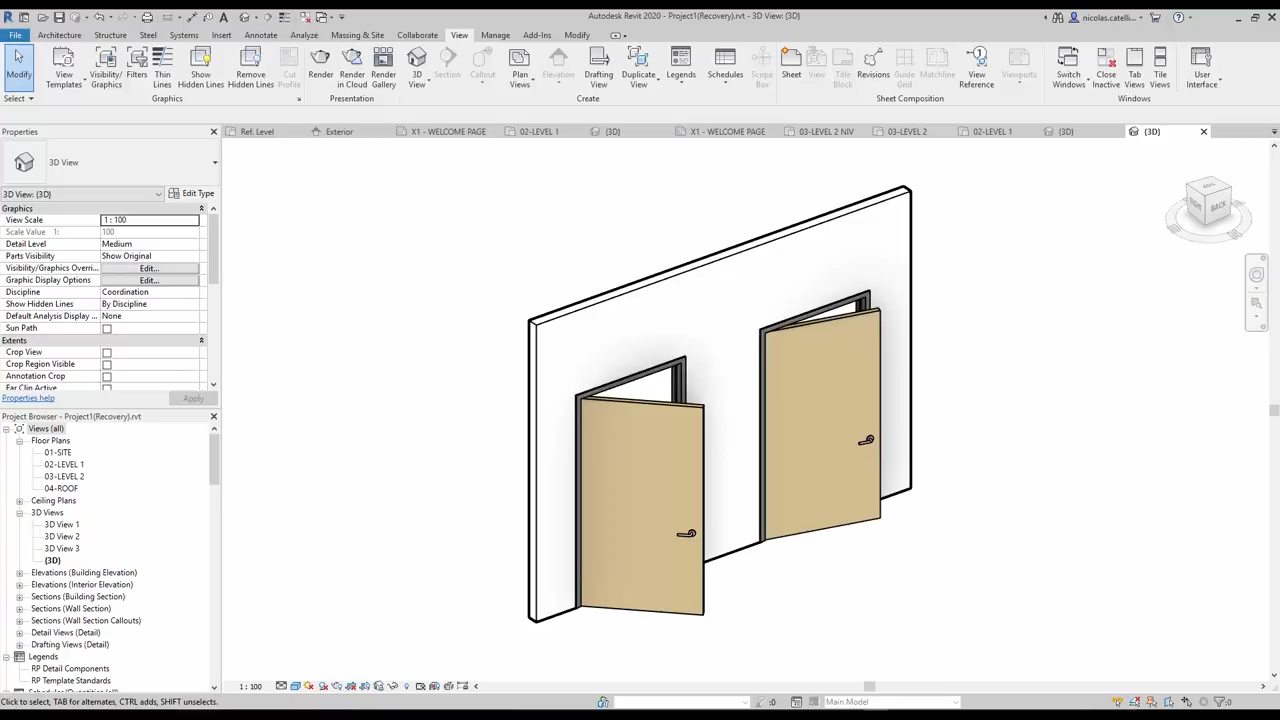 Autodesk Revit 2020 - Project1(Recovery).rvt - 3D View: {3D}
nicolas.catelli...
File Architecture Structure Steel Systems Insert Annotate Analyze Massing & Site Collaborate View Manage Add-Ins Modify
Modify
View Templates
Visibility/ Graphics
Filters
Thin Lines
Show Hidden Lines
Remove Hidden Lines
Cut Profile
Render
Render in Cloud
Render Gallery
3D View
Section
Callout
Plan Views
Elevation
Drafting View
Duplicate View
Legends
Schedules
Scope Box
Sheet
View
Title Block
Revisions
Guide Grid
Matchline
View Reference
Viewports
Switch Windows
Close Inactive
Tab Views
Tile Views
User Interface
Select Graphics Presentation Create Sheet Composition Windows
Properties
Ref. Level Exterior X1 - WELCOME PAGE 02-LEVEL 1 {3D} X1 - WELCOME PAGE 03-LEVEL 2 NIV 03-LEVEL 2 02-LEVEL 1 {3D} {3D}
3D View
3D View: {3D} Edit Type
Graphics
View Scale 1 : 100
Scale Value 1: 100
Detail Level Medium
Parts Visibility Show Original
Visibility/Graphics Overri... Edit...
Graphic Display Options Edit...
Discipline Coordination
Show Hidden Lines By Discipline
Default Analysis Display ... None
Sun Path
Extents
Crop View
Crop Region Visible
Annotation Crop
Far Clip Active
Properties help Apply
Project Browser - Project1(Recovery).rvt
Views (all)
Floor Plans
01-SITE
02-LEVEL 1
03-LEVEL 2
04-ROOF
Ceiling Plans
3D Views
3D View 1
3D View 2
3D View 3
{3D}
Elevations (Building Elevation)
Elevations (Interior Elevation)
Sections (Building Section)
Sections (Wall Section)
Sections (Wall Section Callouts)
Detail Views (Detail)
Drafting Views (Detail)
Legends
RP Detail Components
RP Template Standards
Schedules/Quantities (all)
RIGHT BACK
1 : 100
Click to select, TAB for alternates, CTRL adds, SHIFT unselects.
:0
Main Model
:0